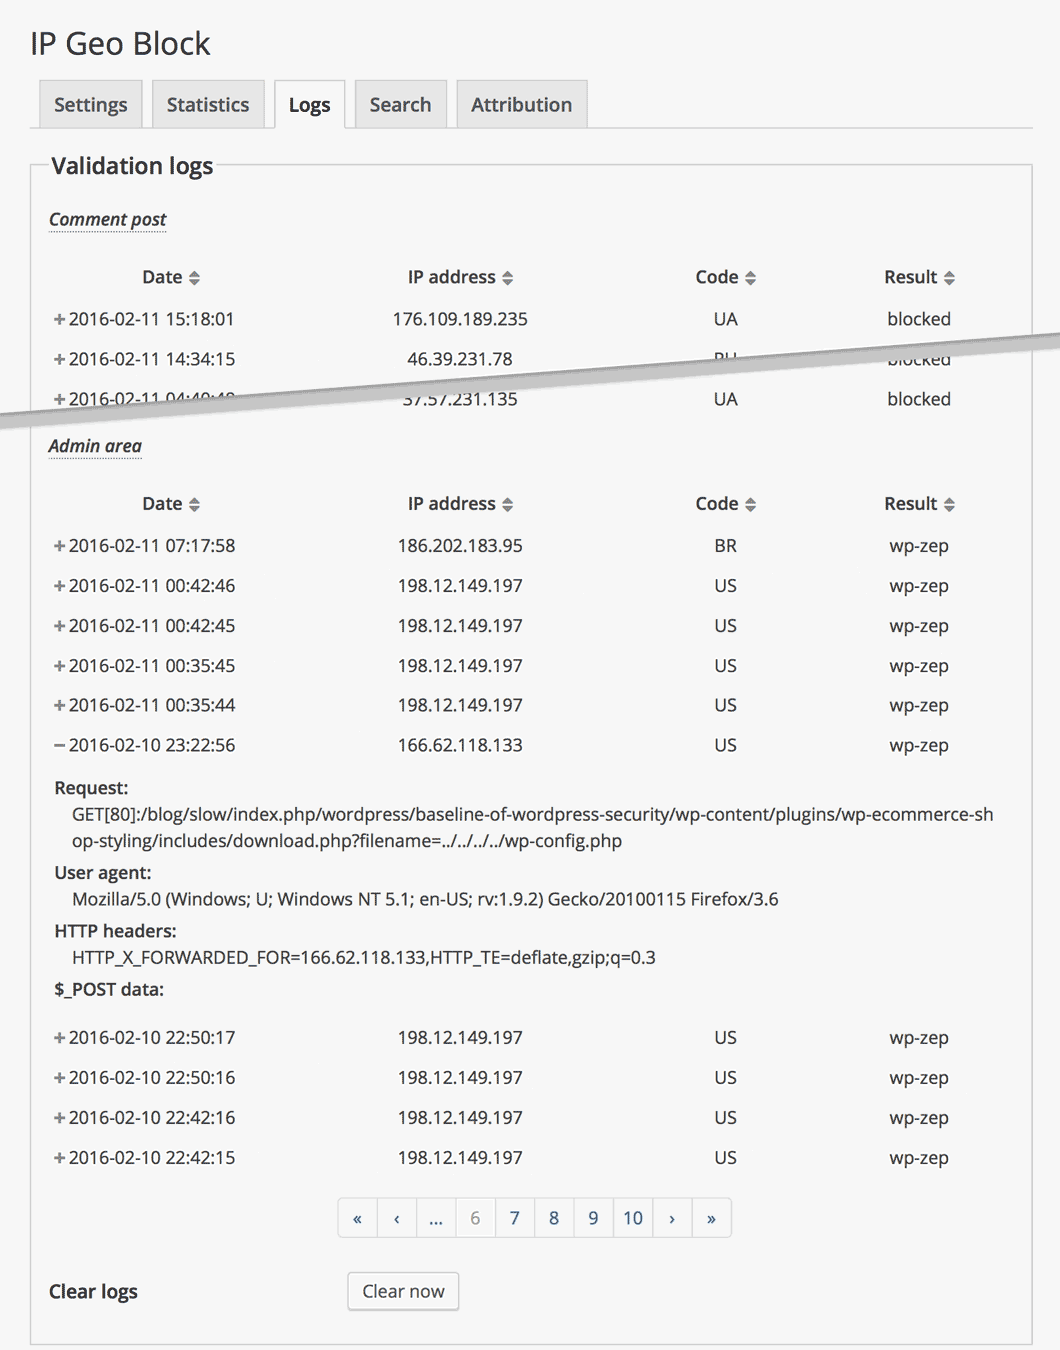 IP Geo Block
Settings Statistics Logs Search Attribution
Validation logs
Comment post
Date IP address Code Result
+ 2016-02-11 15:18:01 176.109.189.235 UA blocked
+ 2016-02-11 14:34:15 46.39.231.78 blocked
+ 2016-02-11 37.57.231.135 UA blocked
Admin area
Date IP address Code Result
+ 2016-02-11 07:17:58 186.202.183.95 BR wp-zep
+ 2016-02-11 00:42:46 198.12.149.197 US wp-zep
+ 2016-02-11 00:42:45 198.12.149.197 US wp-zep
+ 2016-02-11 00:35:45 198.12.149.197 US wp-zep
+ 2016-02-11 00:35:44 198.12.149.197 US wp-zep
− 2016-02-10 23:22:56 166.62.118.133 US wp-zep
Request:
GET[80]:/blog/slow/index.php/wordpress/baseline-of-wordpress-security/wp-content/plugins/wp-ecommerce-sh
op-styling/includes/download.php?filename=../../../../wp-config.php
User agent:
Mozilla/5.0 (Windows; U; Windows NT 5.1; en-US; rv:1.9.2) Gecko/20100115 Firefox/3.6
HTTP headers:
HTTP_X_FORWARDED_FOR=166.62.118.133,HTTP_TE=deflate,gzip;q=0.3
$_POST data:
+ 2016-02-10 22:50:17 198.12.149.197 US wp-zep
+ 2016-02-10 22:50:16 198.12.149.197 US wp-zep
+ 2016-02-10 22:42:16 198.12.149.197 US wp-zep
+ 2016-02-10 22:42:15 198.12.149.197 US wp-zep
« ‹ ... 6 7 8 9 10 › »
Clear logs Clear now